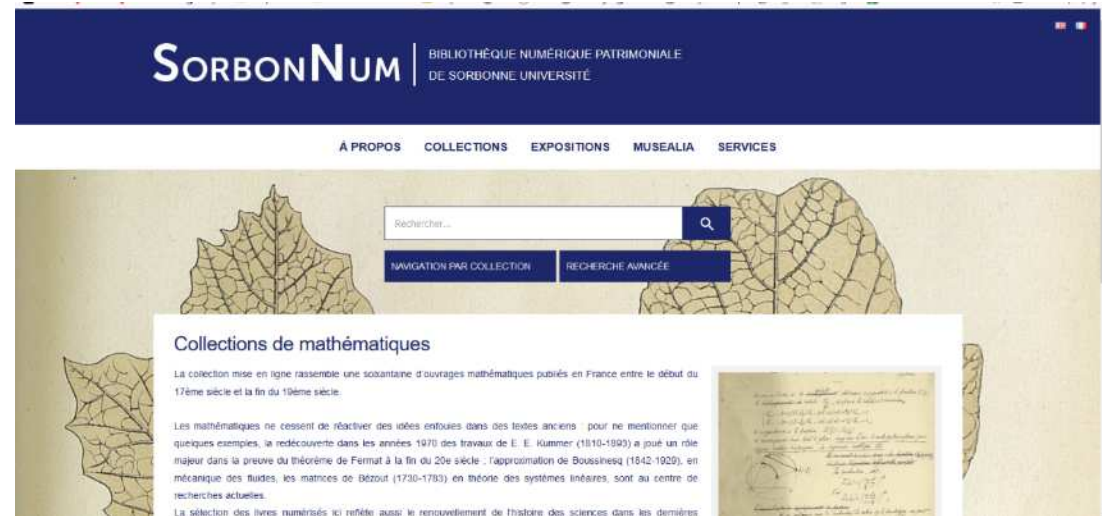 SORBONNUM
BIBLIOTHÈQUE NUMÉRIQUE PATRIMONIALE
DE SORBONNE UNIVERSITÉ
À PROPOS COLLECTIONS EXPOSITIONS MUSEALIA SERVICES
Rechercher...
NAVIGATION PAR COLLECTION RECHERCHE AVANCÉE
Collections de mathématiques
La collection mise en ligne rassemble une soixantaine d'ouvrages mathématiques publiés en France entre le début du
17ème siècle et la fin du 19ème siècle.
Les mathématiques ne cessent de réactiver des idées enfouies dans des textes anciens : pour ne mentionner que
quelques exemples, la redécouverte dans les années 1970 des travaux de E. E. Kummer (1810-1893) a joué un rôle
majeur dans la preuve du théorème de Fermat à la fin du 20e siècle ; l'approximation de Boussinesq (1842-1929), en
mécanique des fluides, les matrices de Bézout (1730-1783) en théorie des systèmes linéaires, sont au centre de
recherches actuelles.
La sélection des livres numérisés ici reflète aussi le renouvellement de l'histoire des sciences dans les dernières